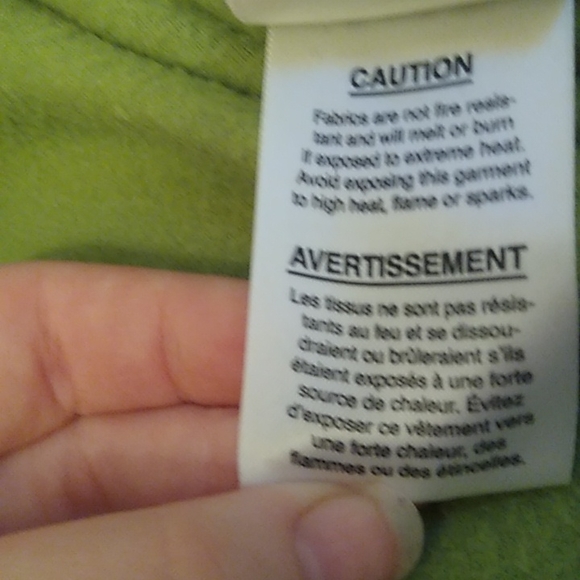 CAUTION
Fabrics are not fire resis-
tant and will melt or burn
if exposed to extreme heat.
Avoid exposing this garment
to high heat, flame or sparks.
AVERTISSEMENT
Les tissus ne sont pas résis-
tants au feu et se dissou-
draient ou brûleraient s'ils
étaient exposés à une forte
source de chaleur. Évitez
d'exposer ce vêtement vers
une forte chaleur, des
flammes ou des étincelles.